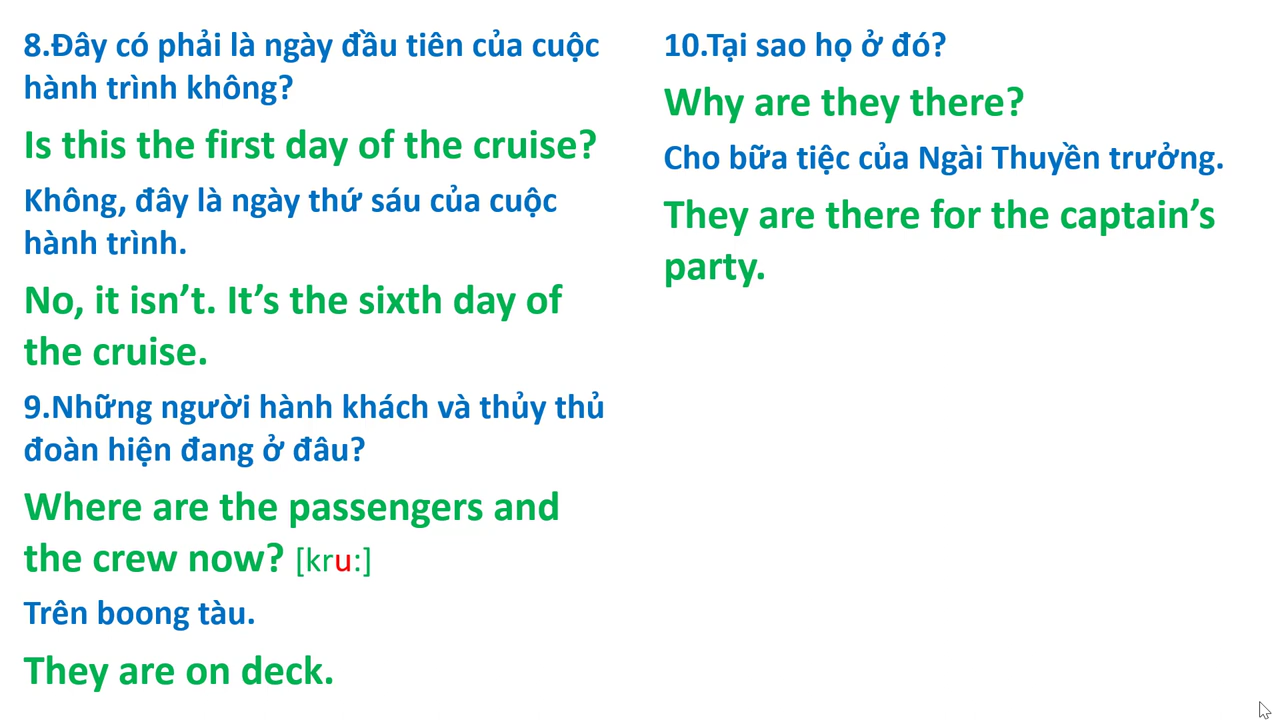 8.Đây có phải là ngày đầu tiên của cuộc
hành trình không?
Is this the first day of the cruise?
Không, đây là ngày thứ sáu của cuộc
hành trình.
No, it isn’t. It’s the sixth day of
the cruise.
9.Những người hành khách và thủy thủ
đoàn hiện đang ở đâu?
Where are the passengers and
the crew now? [kru:]
Trên boong tàu.
They are on deck.
10.Tại sao họ ở đó?
Why are they there?
Cho bữa tiệc của Ngài Thuyền trưởng.
They are there for the captain’s
party.